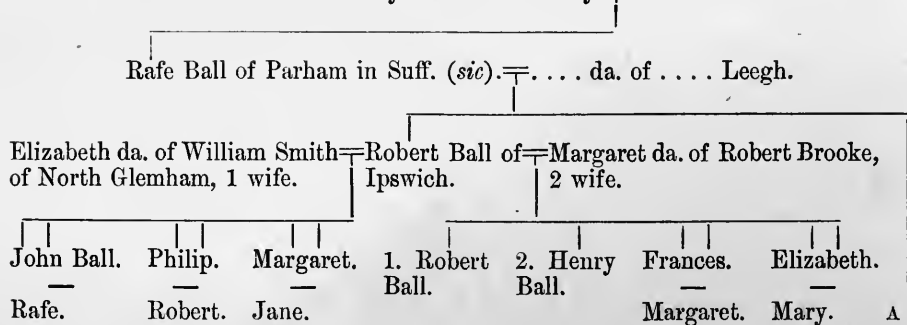 Rafe Ball of Parham in Suff. (sic).=. . . . da. of . . . . Leegh.
Elizabeth da. of William Smith=Robert Ball of=Margaret da. of Robert Brooke,
of North Glemham, 1 wife. Ipswich. 2 wife.
John Ball. Philip. Margaret. 1. Robert 2. Henry Frances. Elizabeth.
Ball. Ball.
Rafe. Robert. Jane. Margaret. Mary. A